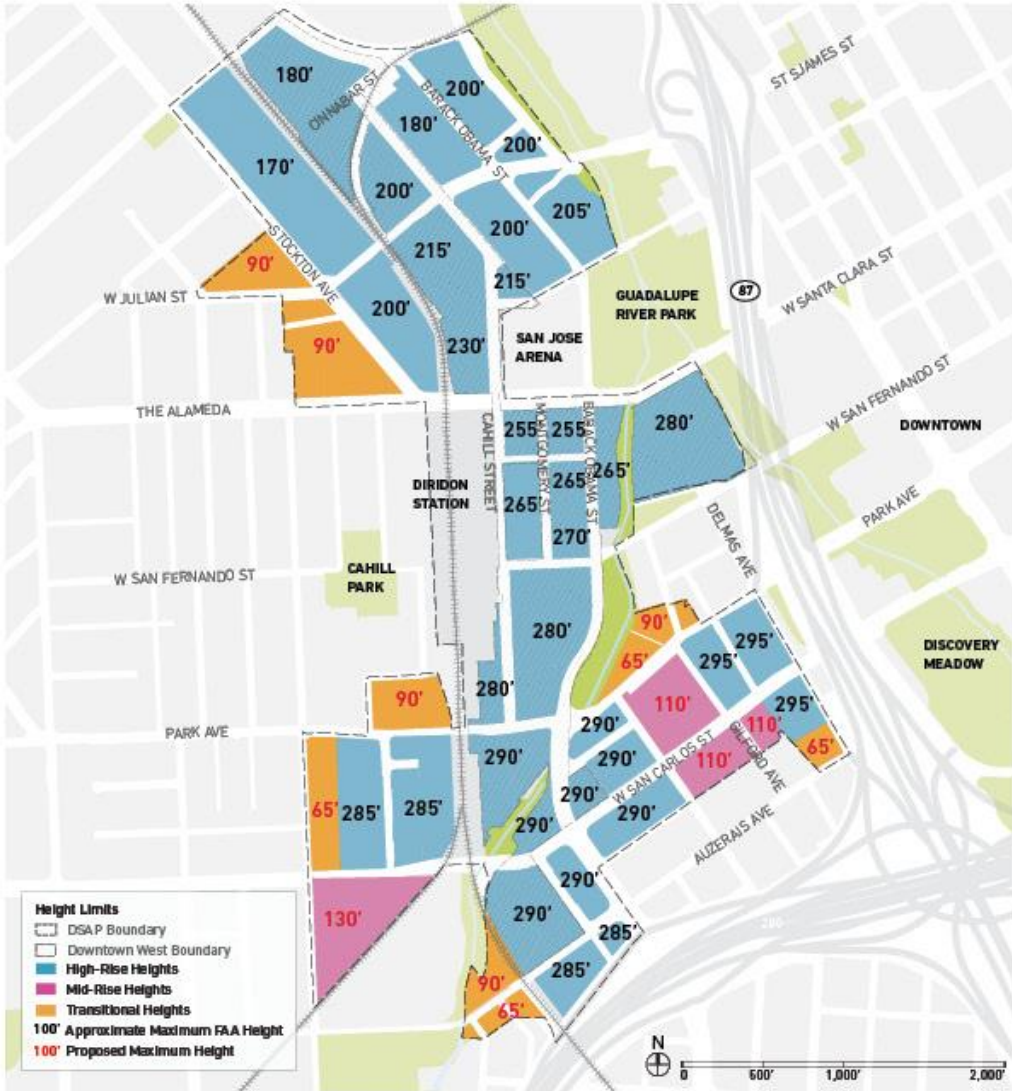 ST SJAMES ST
180'
200'
CINNABAR ST
BARACK OBAMA ST
180'
200'
170'
200'
200'
205'
STOCKTON AVE
215'
90'
215'
W JULIAN ST
200'
GUADALUPE
RIVER PARK
87
W SANTA CLARA ST
90'
230'
SAN JOSE
ARENA
W SAN FERNANDO ST
THE ALAMEDA
CAHILL STREET
255'
MONTGOMERY ST
255'
BARACK OBAMA ST
280'
DOWNTOWN
265'
265'
265'
DIRIDON
STATION
270'
DELMAS AVE
PARK AVE
W SAN FERNANDO ST
CAHILL
PARK
280'
90'
295'
295'
DISCOVERY
MEADOW
65'
90'
280'
110'
295'
PARK AVE
290'
290'
110'
GILFORD AVE
65'
290'
W SAN CARLOS ST
110'
65'
285'
285'
290'
290'
290'
AUZERAIS AVE
130'
290'
290'
285'
280
285'
90'
65'
Height Limits
DSAP Boundary
Downtown West Boundary
High-Rise Heights
Mid-Rise Heights
Transitional Heights
100' Approximate Maximum FAA Height
100' Proposed Maximum Height
N
0 500' 1,000' 2,000'